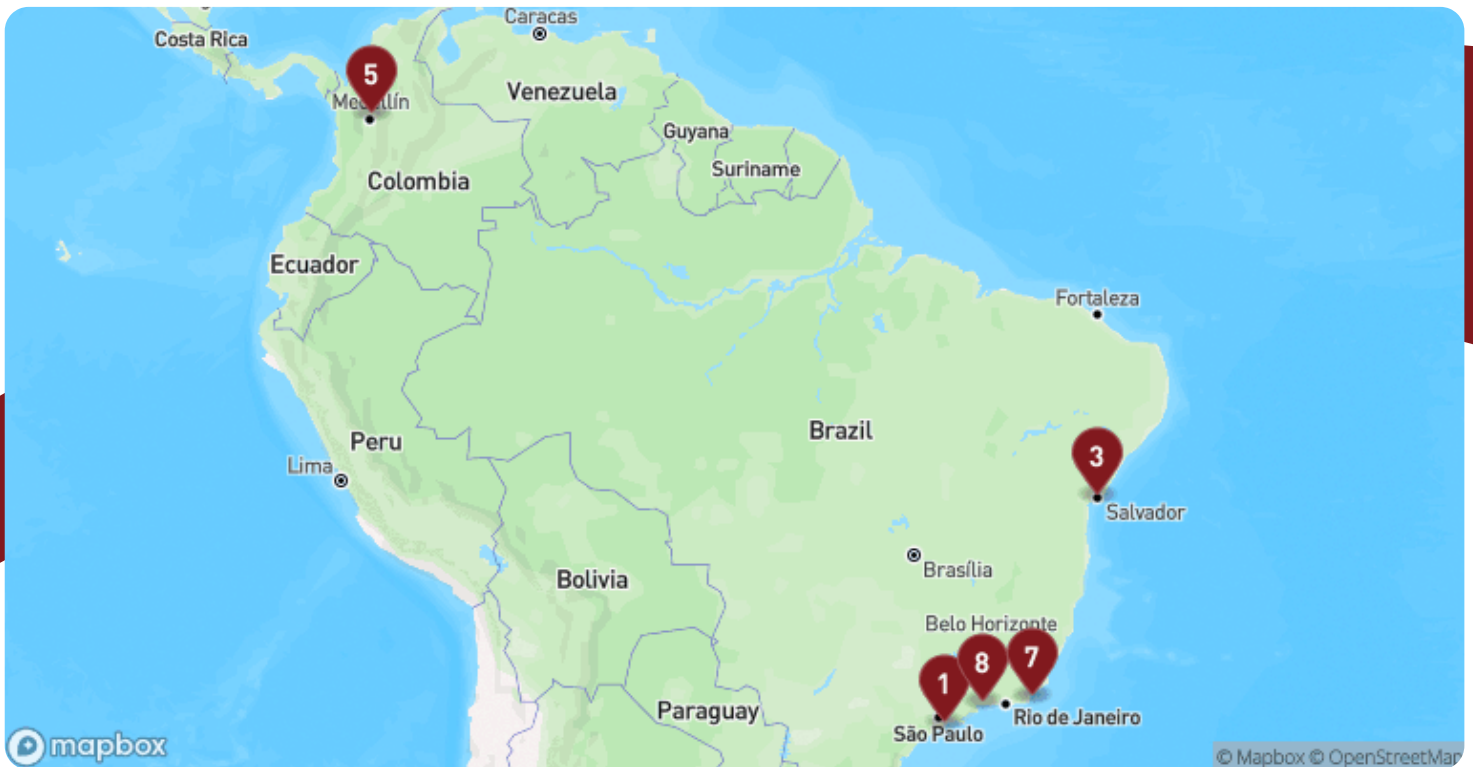 Caracas
Costa Rica
5
Medellín
Venezuela
Guyana
Suriname
Colombia
Ecuador
Fortaleza
Brazil
Peru
3
Lima
Salvador
Brasília
Bolivia
Belo Horizonte
7
8
1
Paraguay
Rio de Janeiro
São Paulo
mapbox
© Mapbox © OpenStreetMap